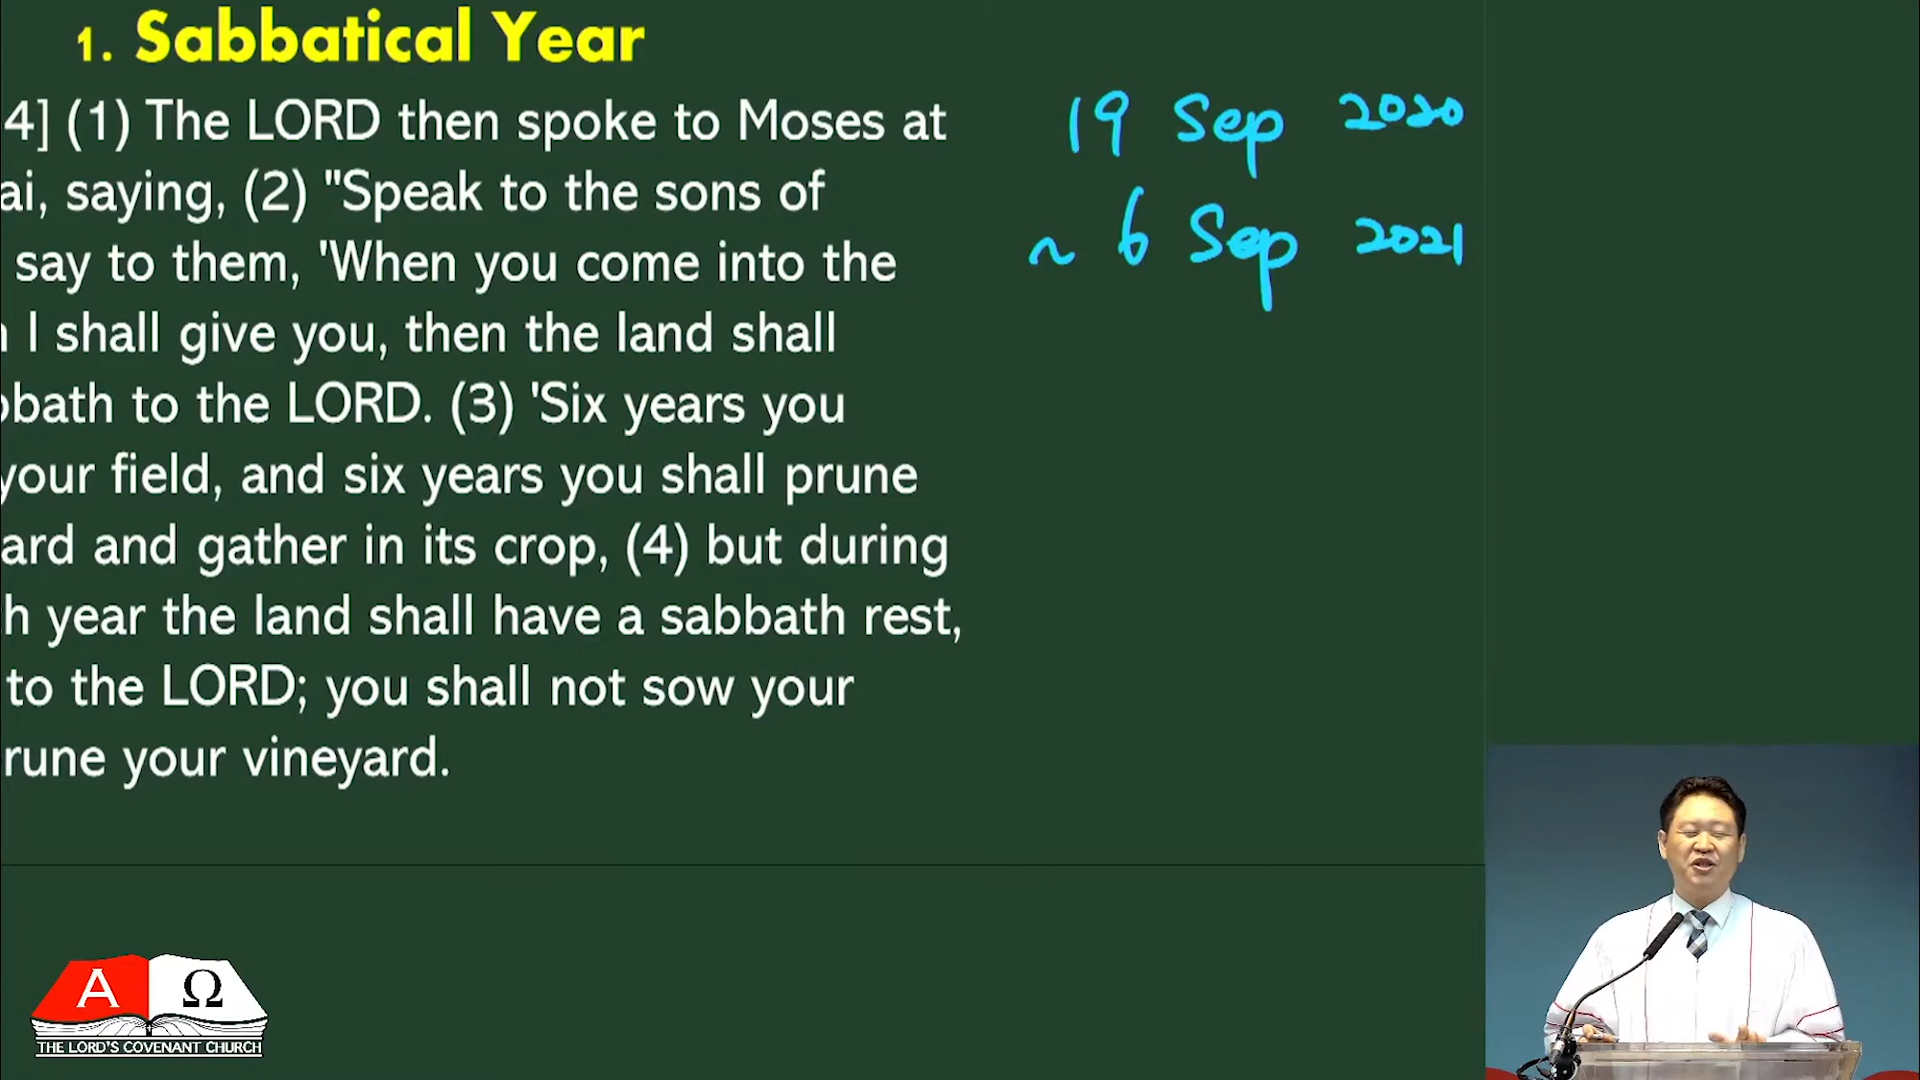 1. Sabbatical Year
4] (1) The LORD then spoke to Moses at
ai, saying, (2) "Speak to the sons of
say to them, 'When you come into the
I shall give you, then the land shall
bbath to the LORD. (3) 'Six years you
your field, and six years you shall prune
ard and gather in its crop, (4) but during
h year the land shall have a sabbath rest,
to the LORD; you shall not sow your
rune your vineyard.
19 Sep 2020
~ 6 Sep 2021
Α Ω
THE LORD'S COVENANT CHURCH